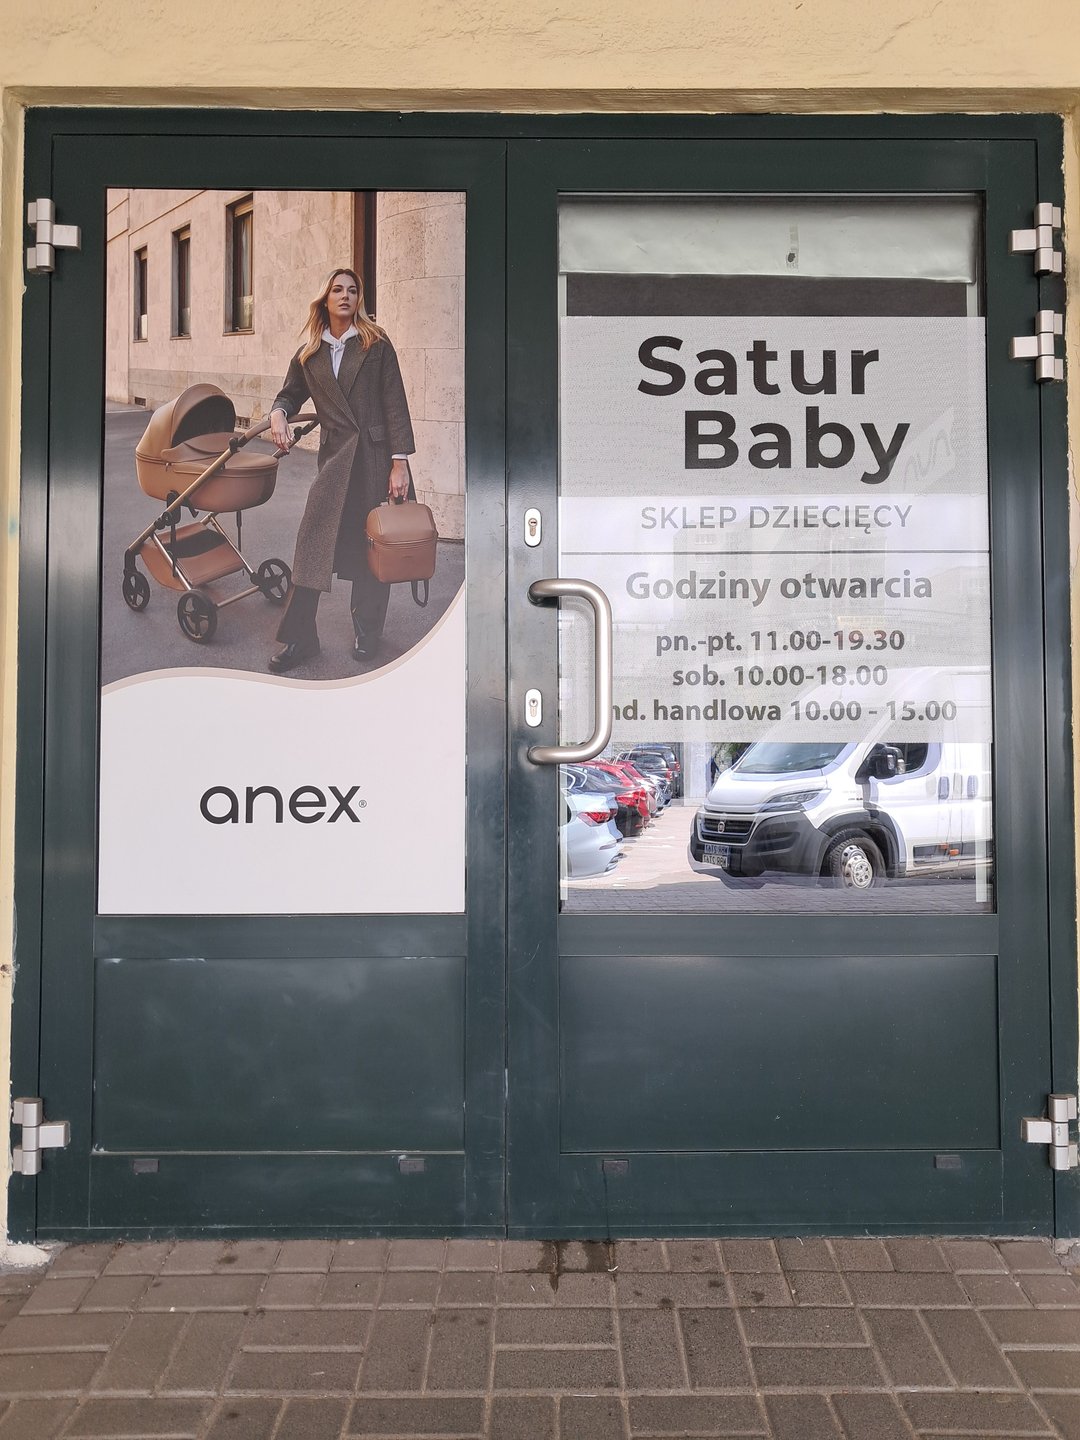 anex®
Satur
Baby
SKLEP DZIECIĘCY
Godziny otwarcia
pn.-pt. 11.00-19.30
sob. 10.00-18.00
nd. handlowa 10.00 - 15.00